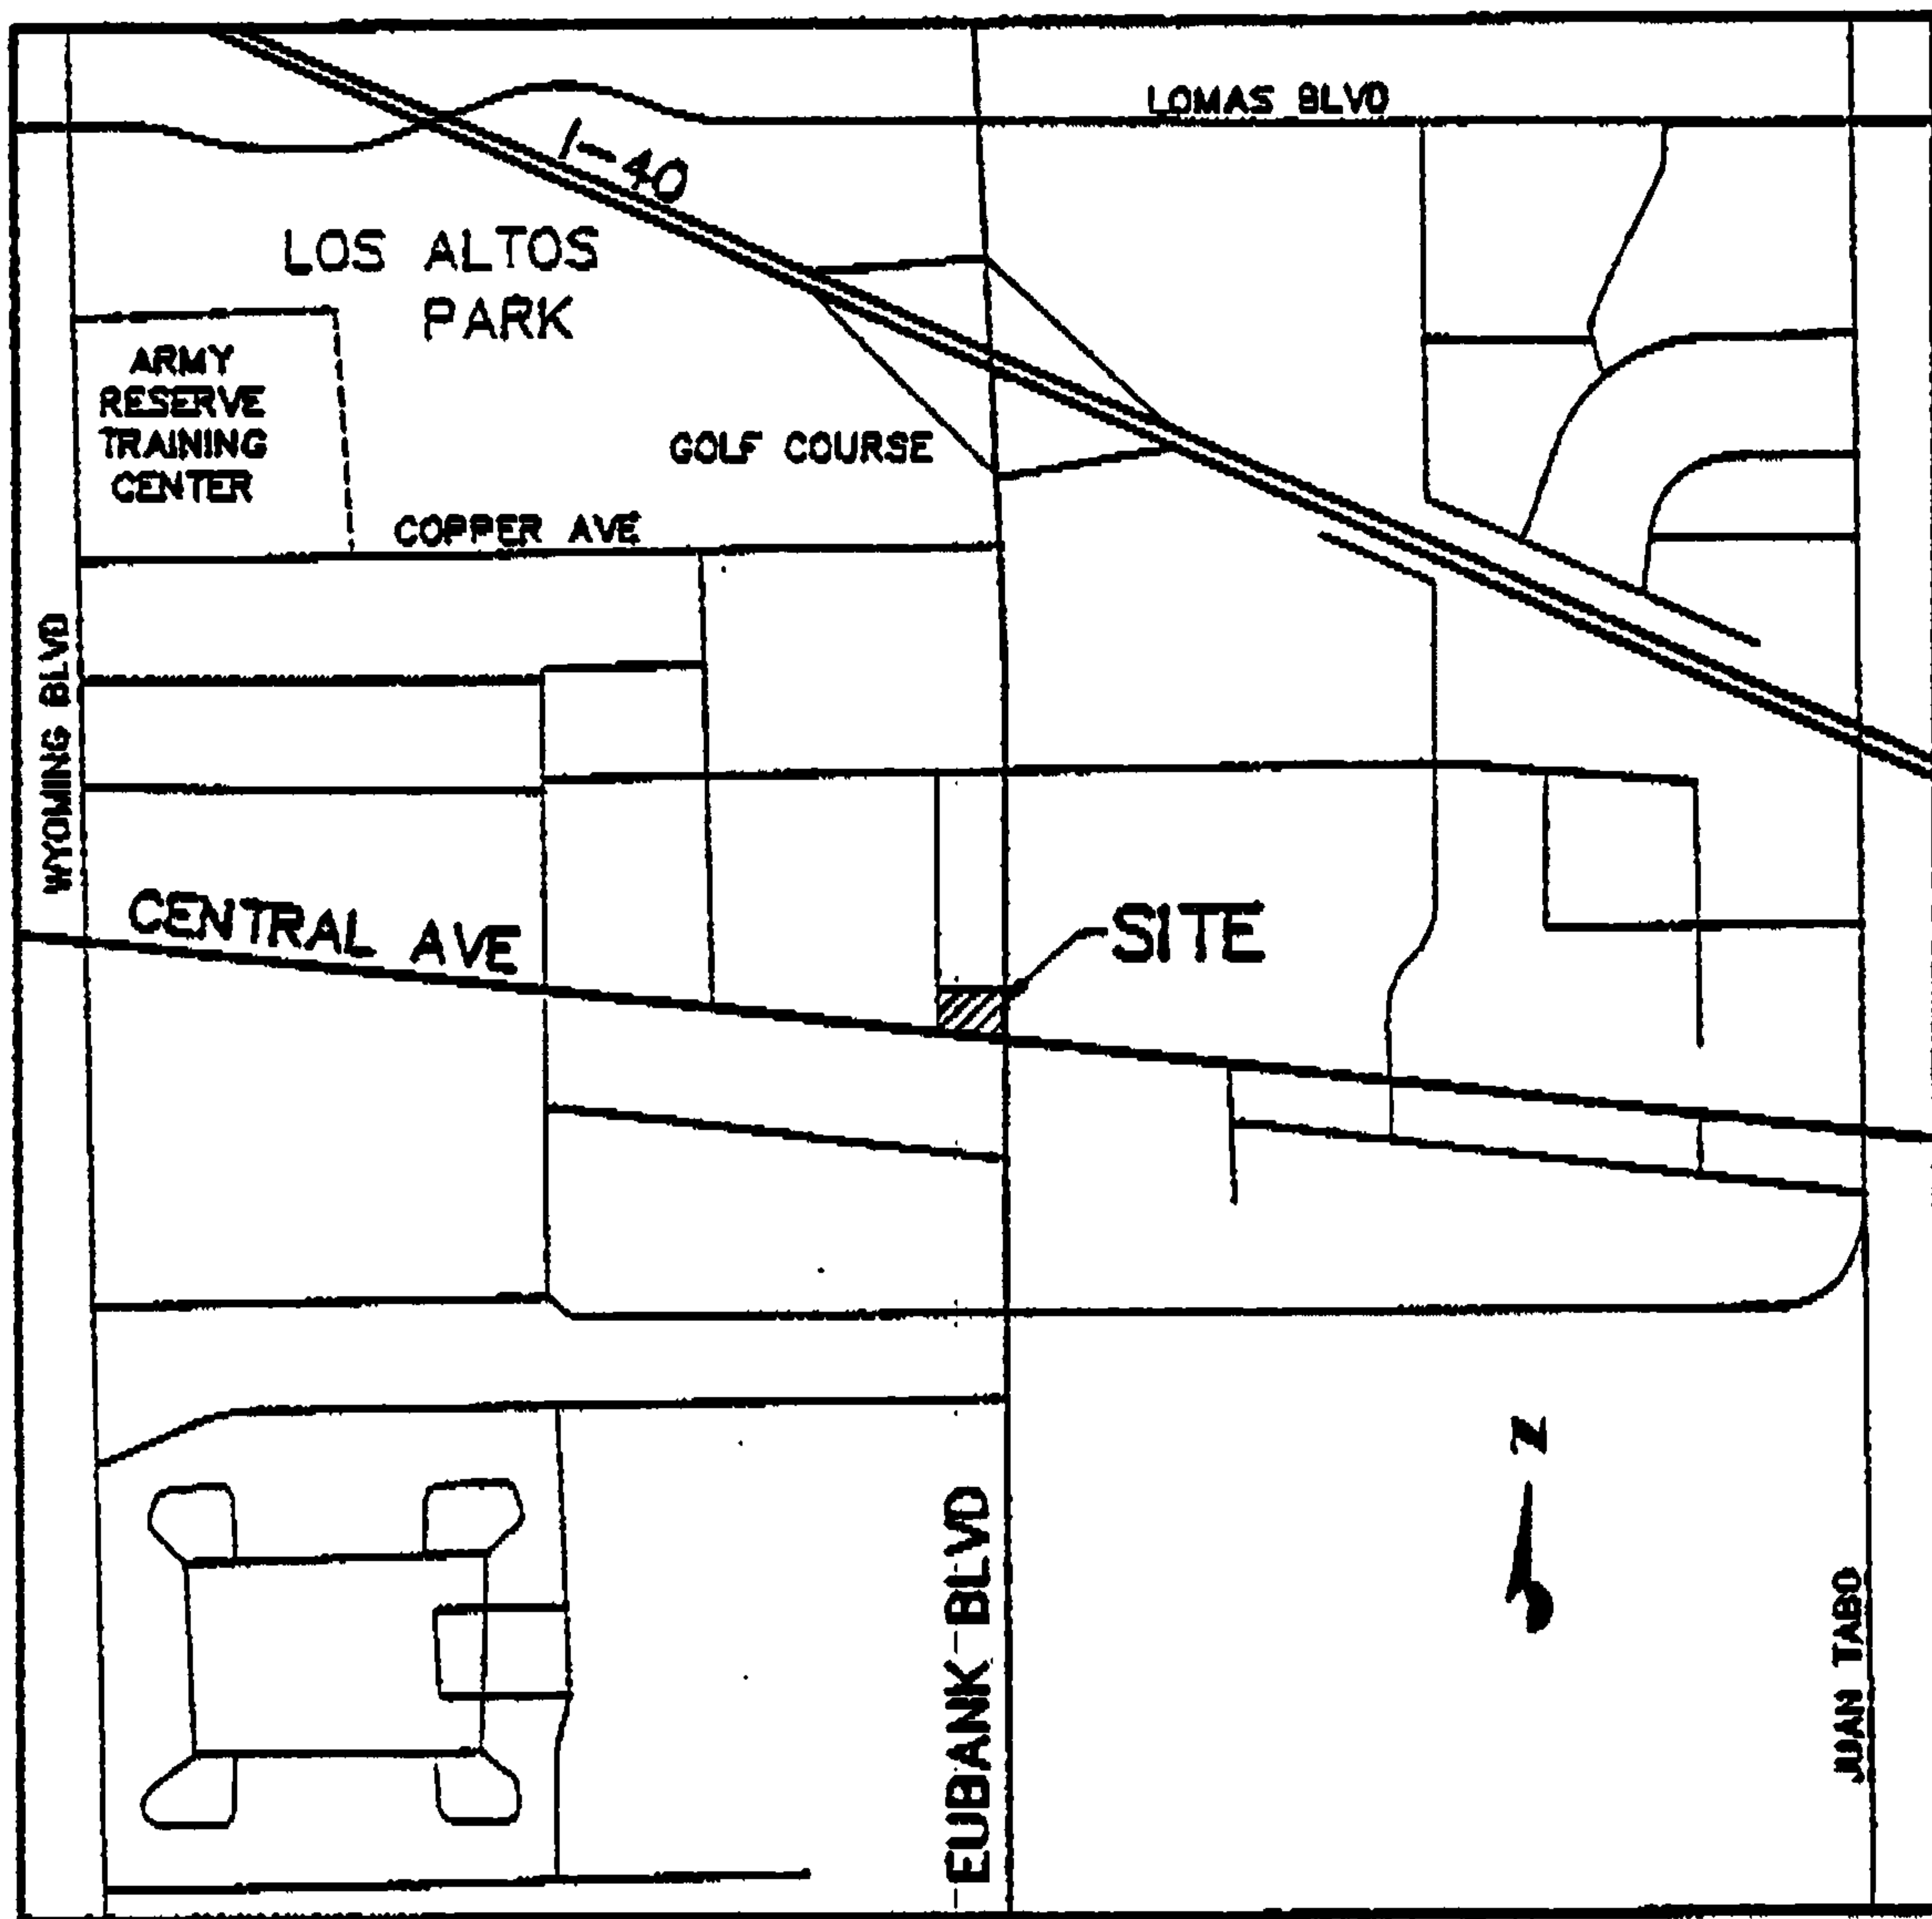 LOMAS BLVD
I-40
LOS ALTOS
PARK
ARMY
RESERVE
TRAINING
CENTER
GOLF COURSE
COPPER AVE
WYOMING BLVD
CENTRAL AVE
SITE
N
EUBANK BLVD
JUAN TABO